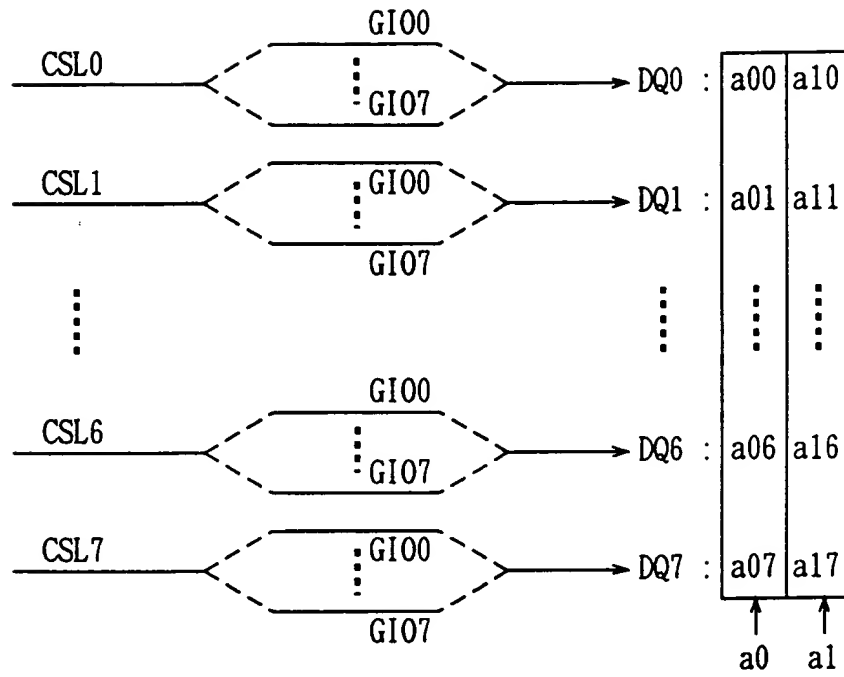 GIO0
CSL0
GIO7
DQ0 : a00 a10
GIO0
CSL1
GIO7
DQ1 : a01 a11
GIO0
CSL6
GIO7
DQ6 : a06 a16
GIO0
CSL7
GIO7
DQ7 : a07 a17
a0 a1